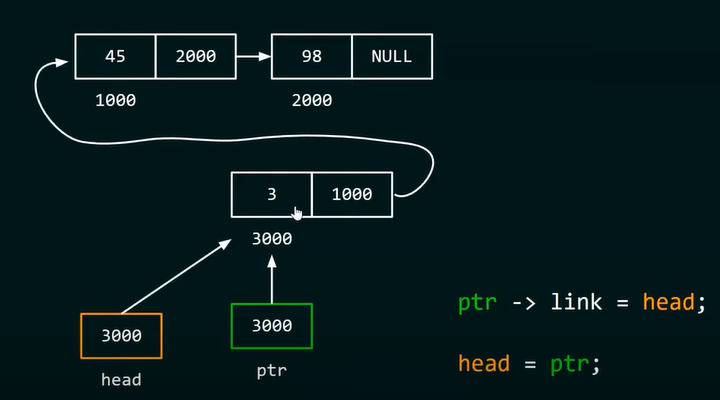 45 2000 98 NULL
1000 2000
3 1000
3000
3000 3000
head ptr
ptr -> link = head;
head = ptr;